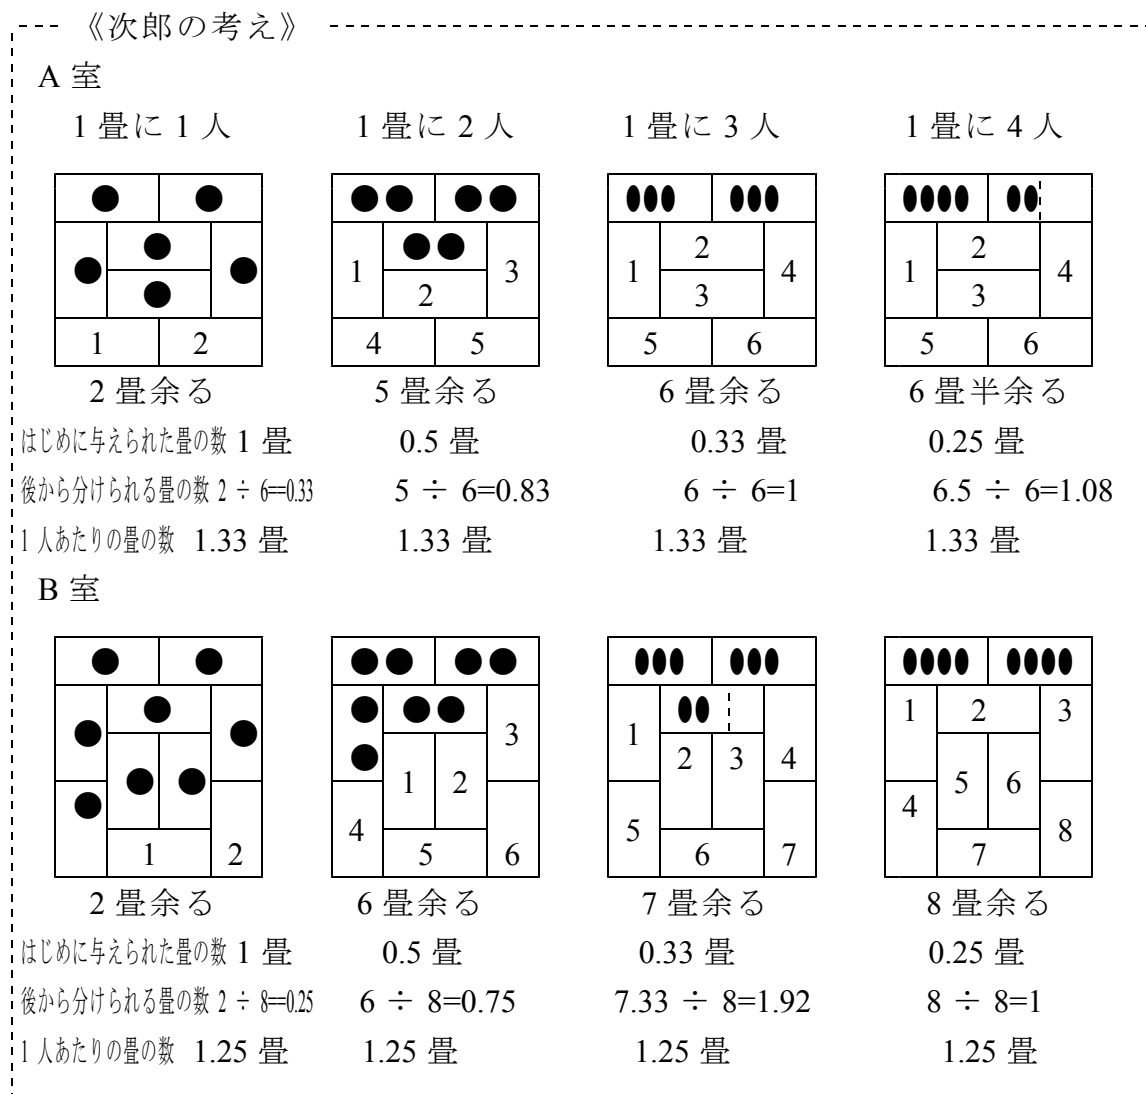 《次郎の考え》
A 室
1 畳に 1 人 1 畳に 2 人 1 畳に 3 人 1 畳に 4 人
1 2 1 2 3 4 5 1 2 3 4 5 6 1 2 3 4 5 6
2 畳余る 5 畳余る 6 畳余る 6 畳半余る
はじめに与えられた畳の数 1 畳 0.5 畳 0.33 畳 0.25 畳
後から分けられる畳の数 2 ÷ 6==0.33 5 ÷ 6=0.83 6 ÷ 6=1 6.5 ÷ 6=1.08
1 人あたりの畳の数 1.33 畳 1.33 畳 1.33 畳 1.33 畳
B 室
1 2 1 2 3 4 5 6 1 2 3 4 5 6 7 1 2 3 4 5 6 7 8
2 畳余る 6 畳余る 7 畳余る 8 畳余る
はじめに与えられた畳の数 1 畳 0.5 畳 0.33 畳 0.25 畳
後から分けられる畳の数 2 ÷ 8==0.25 6 ÷ 8=0.75 7.33 ÷ 8=1.92 8 ÷ 8=1
1 人あたりの畳の数 1.25 畳 1.25 畳 1.25 畳 1.25 畳